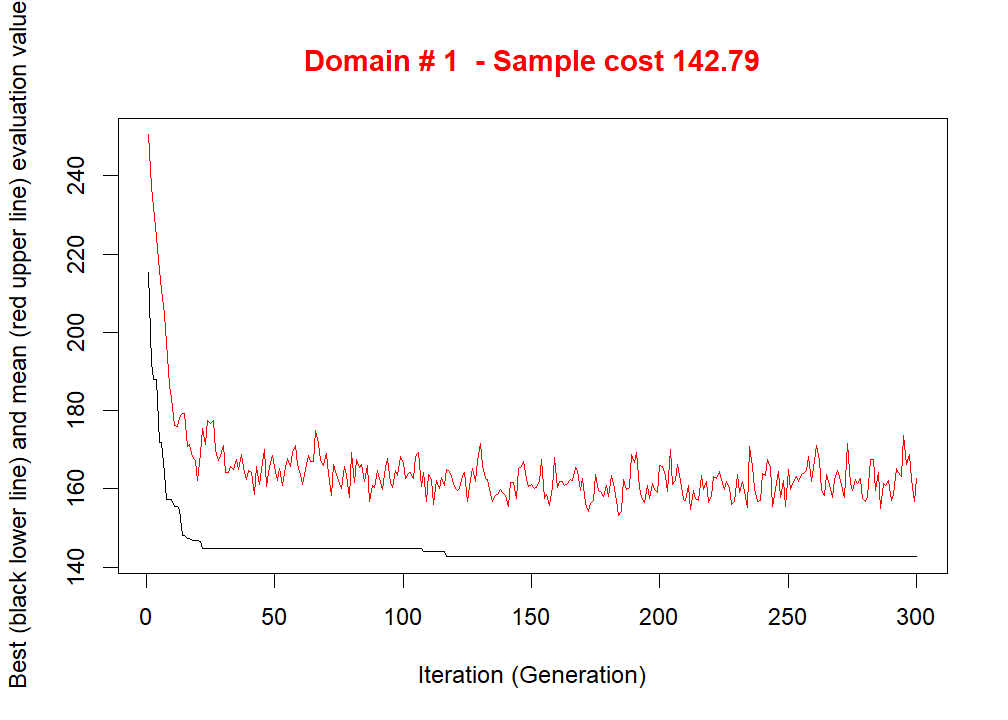 Domain # 1  - Sample cost 142.79
Best (black lower line) and mean (red upper line) evaluation value
240
220
200
180
160
140
0 50 100 150 200 250 300
Iteration (Generation)